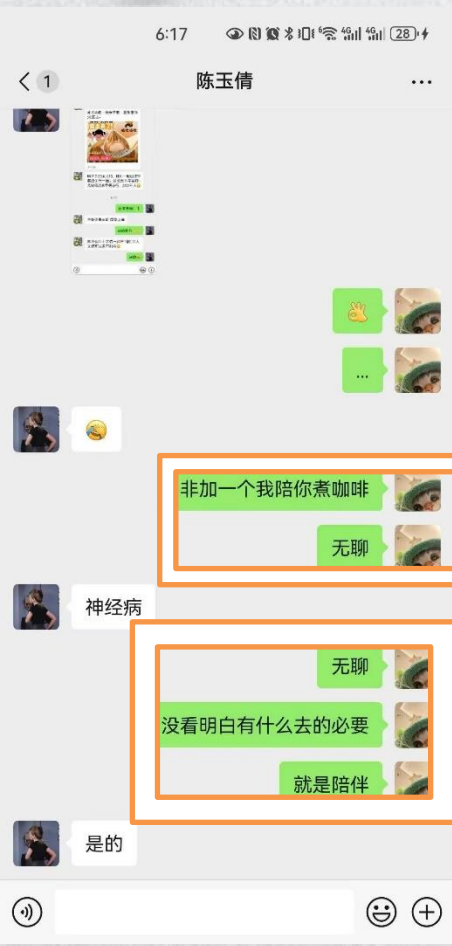 6:17
28
1
陈玉倩
...
...
非加一个我陪你煮咖啡
无聊
神经病
无聊
没看明白有什么去的必要
就是陪伴
是的